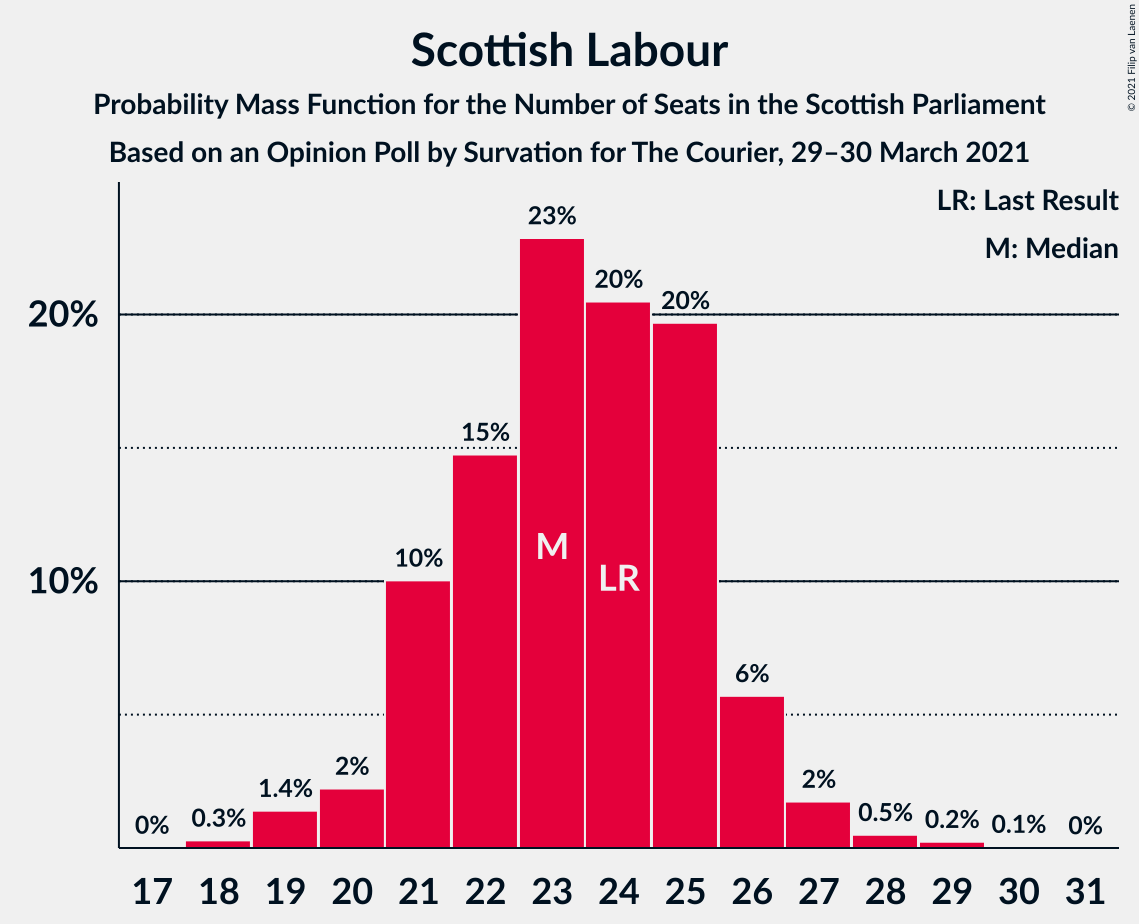 Scottish Labour
Probability Mass Function for the Number of Seats in the Scottish Parliament
Based on an Opinion Poll by Survation for The Courier, 29–30 March 2021
© 2021 Filip van Laenen
LR: Last Result
M: Median
20%
10%
0%
0.3%
1.4%
2%
10%
15%
23%
20%
20%
6%
2%
0.5%
0.2%
0.1%
0%
M
LR
17 18 19 20 21 22 23 24 25 26 27 28 29 30 31